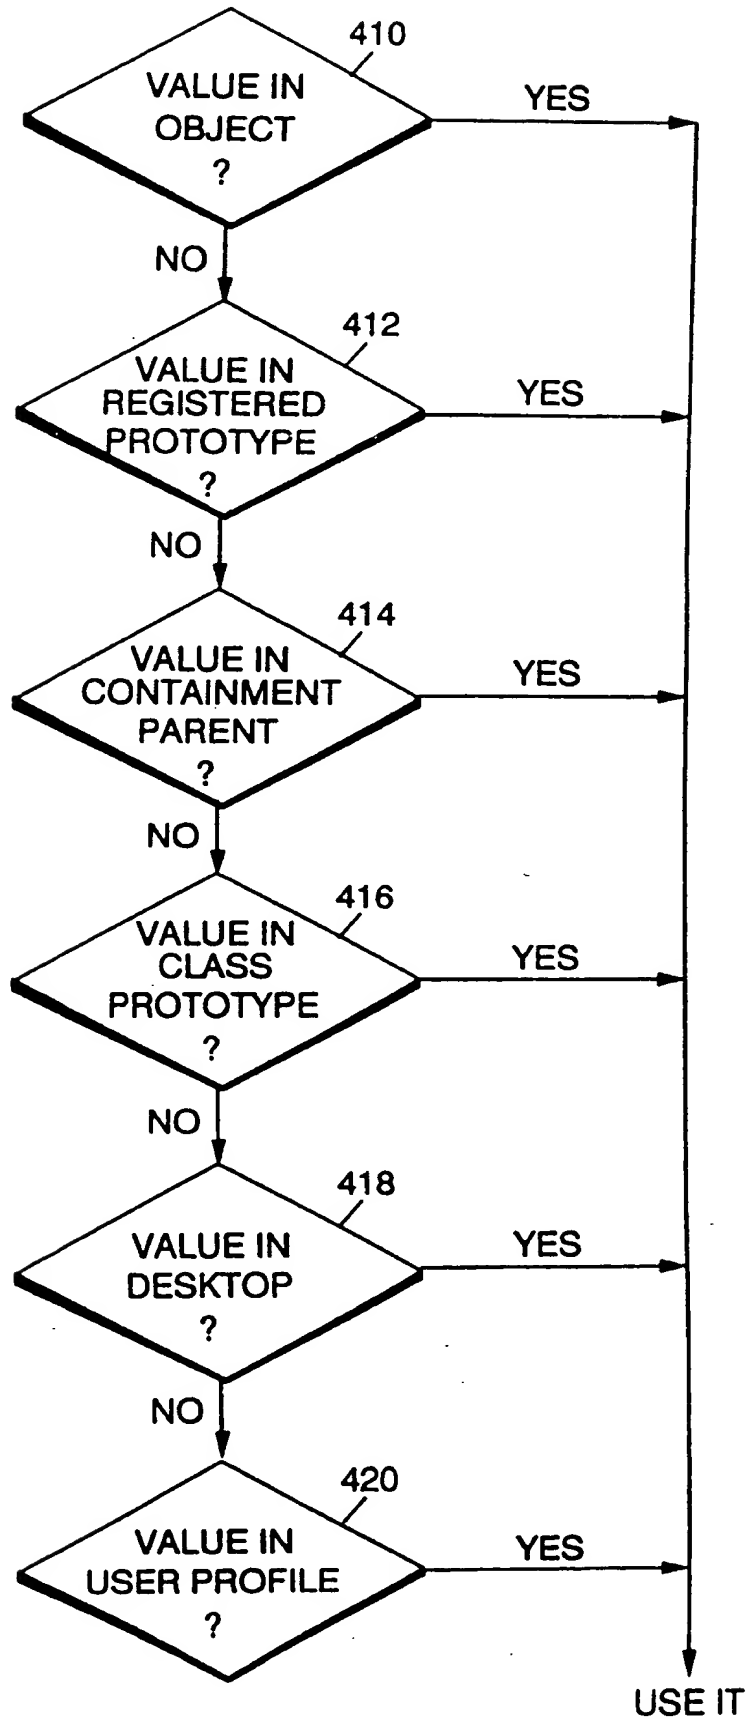 410
VALUE IN
OBJECT
?
YES
NO
412
VALUE IN
REGISTERED
PROTOTYPE
?
YES
NO
414
VALUE IN
CONTAINMENT
PARENT
?
YES
NO
416
VALUE IN
CLASS
PROTOTYPE
?
YES
NO
418
VALUE IN
DESKTOP
?
YES
NO
420
VALUE IN
USER PROFILE
?
YES
USE IT